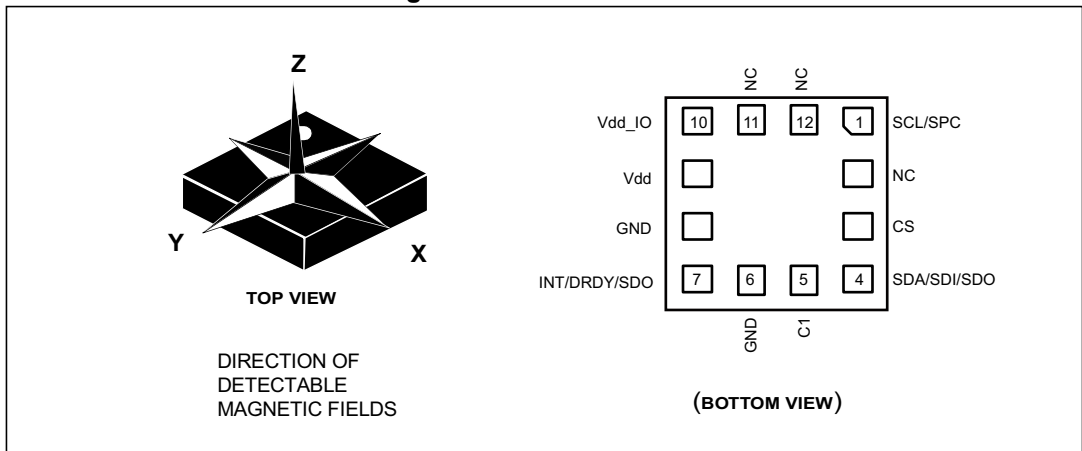 g
Z
Y
X
TOP VIEW
DIRECTION OF
DETECTABLE
MAGNETIC FIELDS
NC NC
Vdd_IO 10 11 12 1 SCL/SPC
Vdd NC
GND CS
INT/DRDY/SDO 7 6 5 4 SDA/SDI/SDO
GND C1
(BOTTOM VIEW)